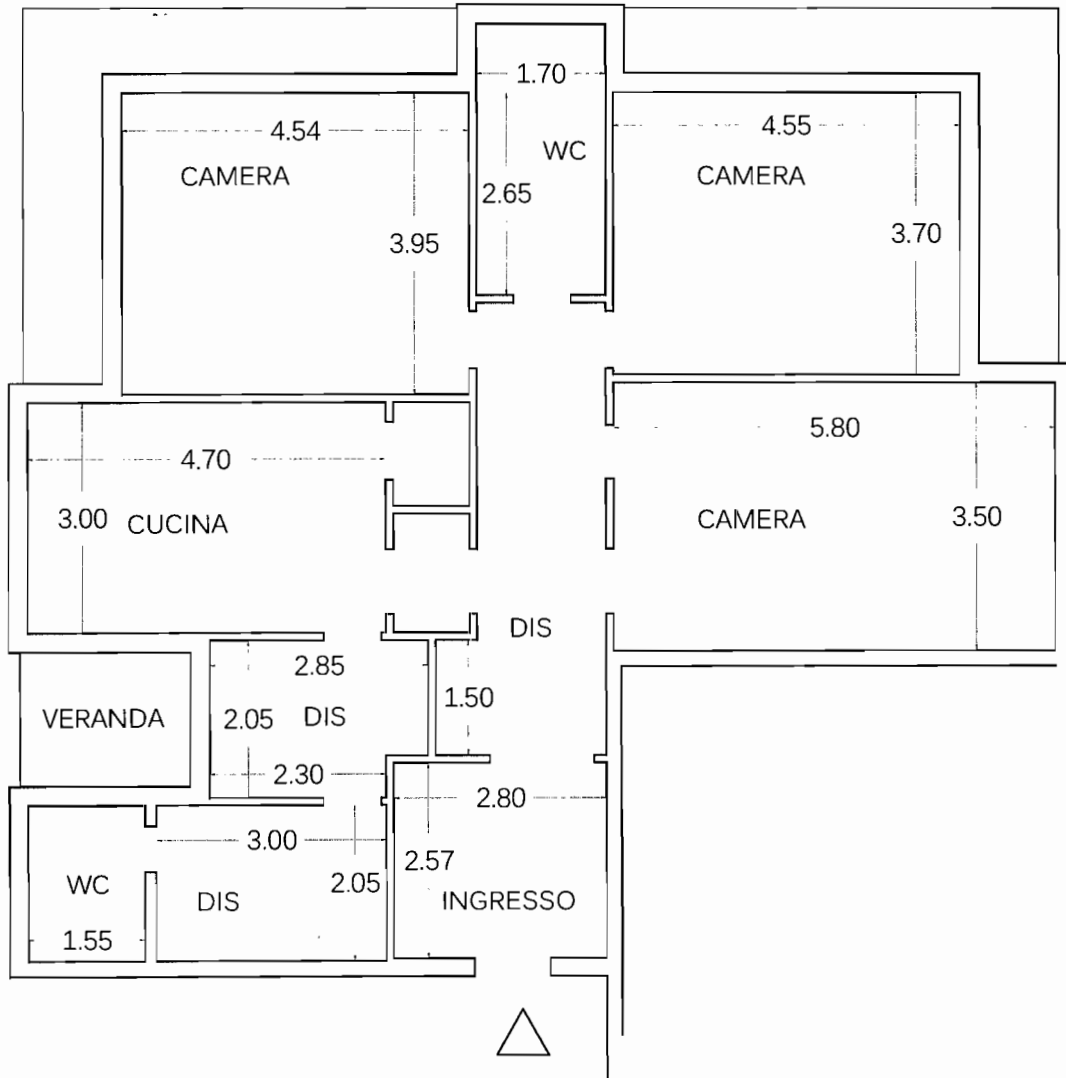 1.70
4.54
4.55
WC
CAMERA
CAMERA
2.65
3.95
3.70
5.80
4.70
3.00
CUCINA
CAMERA
3.50
DIS
2.85
1.50
VERANDA
2.05
DIS
2.30
2.80
3.00
2.57
2.05
WC
DIS
INGRESSO
1.55